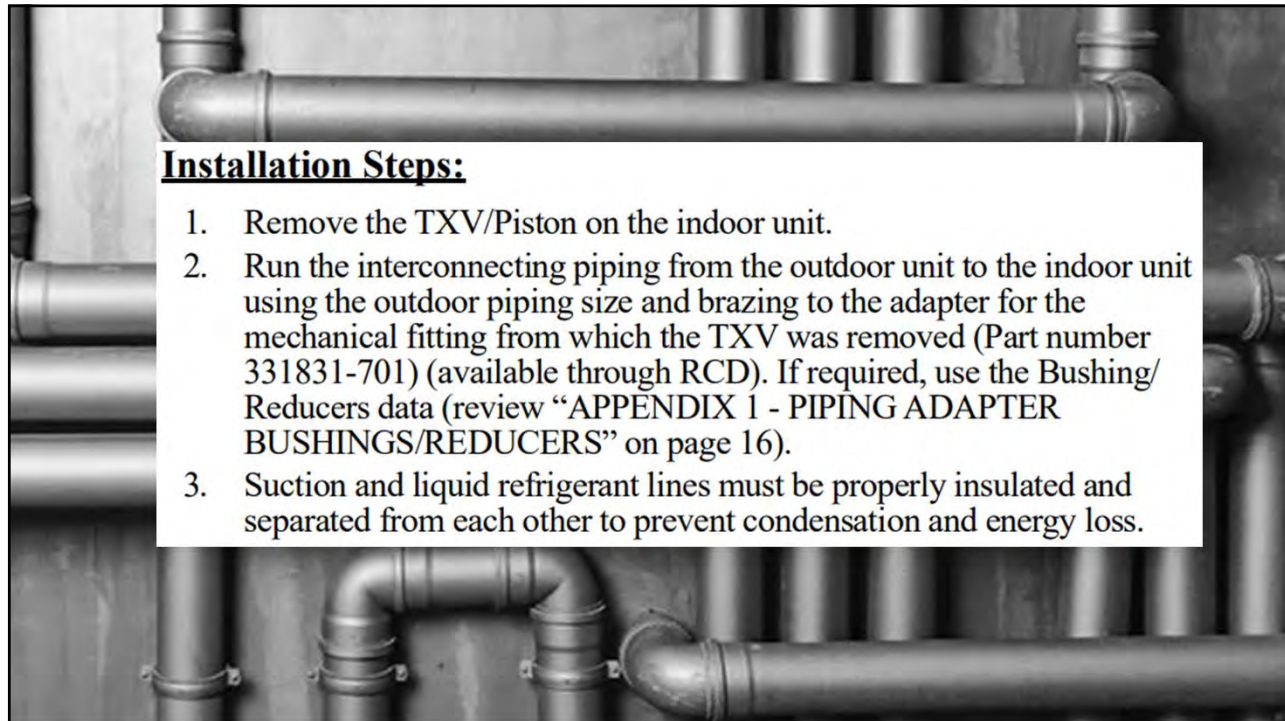 Installation Steps:
1. Remove the TXV/Piston on the indoor unit.
2. Run the interconnecting piping from the outdoor unit to the indoor unit
using the outdoor piping size and brazing to the adapter for the
mechanical fitting from which the TXV was removed (Part number
331831-701) (available through RCD). If required, use the Bushing/
Reducers data (review “APPENDIX 1 - PIPING ADAPTER
BUSHINGS/REDUCERS” on page 16).
3. Suction and liquid refrigerant lines must be properly insulated and
separated from each other to prevent condensation and energy loss.